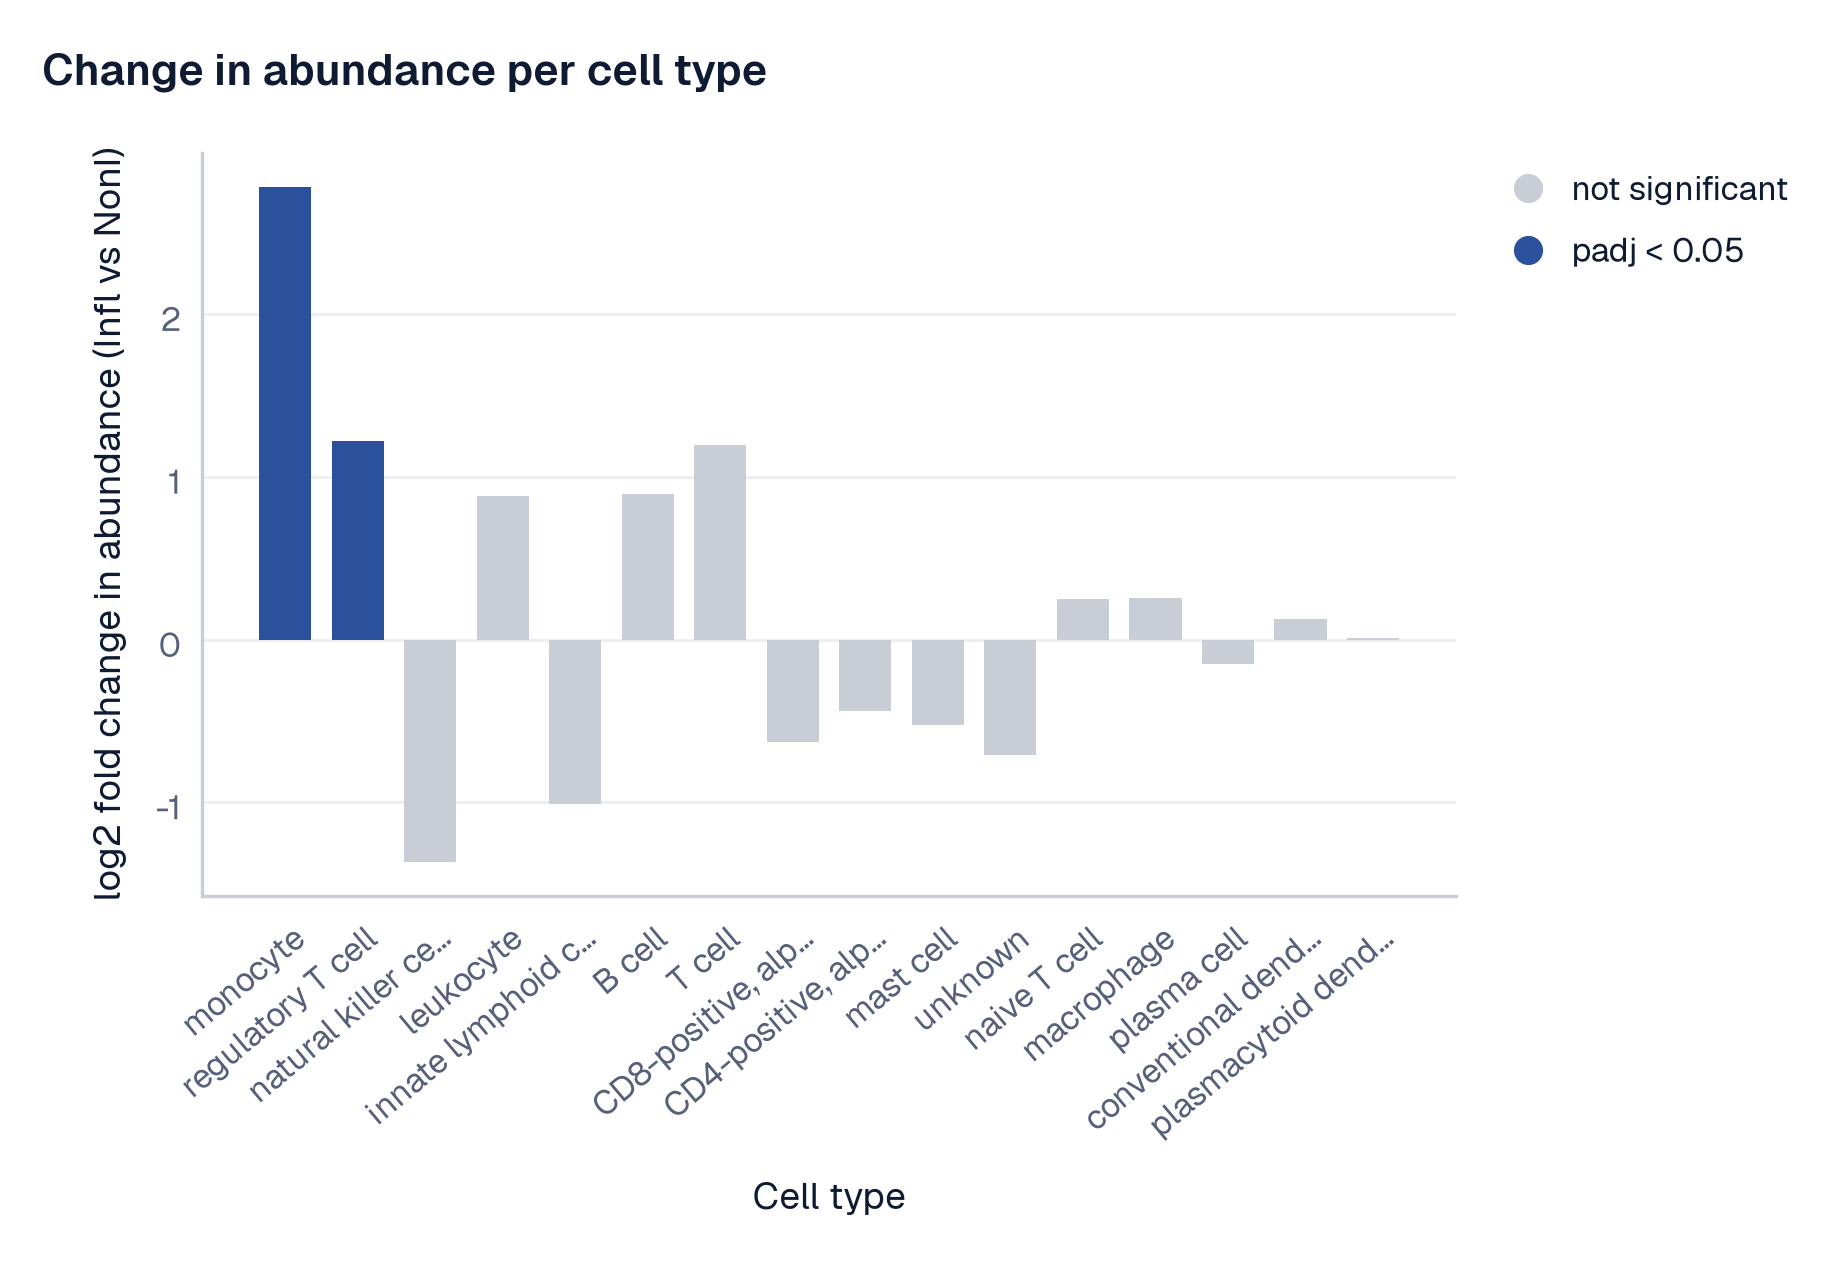 Change in abundance per cell type
log2 fold change in abundance (Infl vs NonI)
2
1
0
-1
not significant
padj < 0.05
monocyte
regulatory T cell
natural killer ce…
leukocyte
innate lymphoid c…
B cell
T cell
CD8-positive, alp…
CD4-positive, alp…
mast cell
unknown
naive T cell
macrophage
plasma cell
conventional dend…
plasmacytoid dend…
Cell type